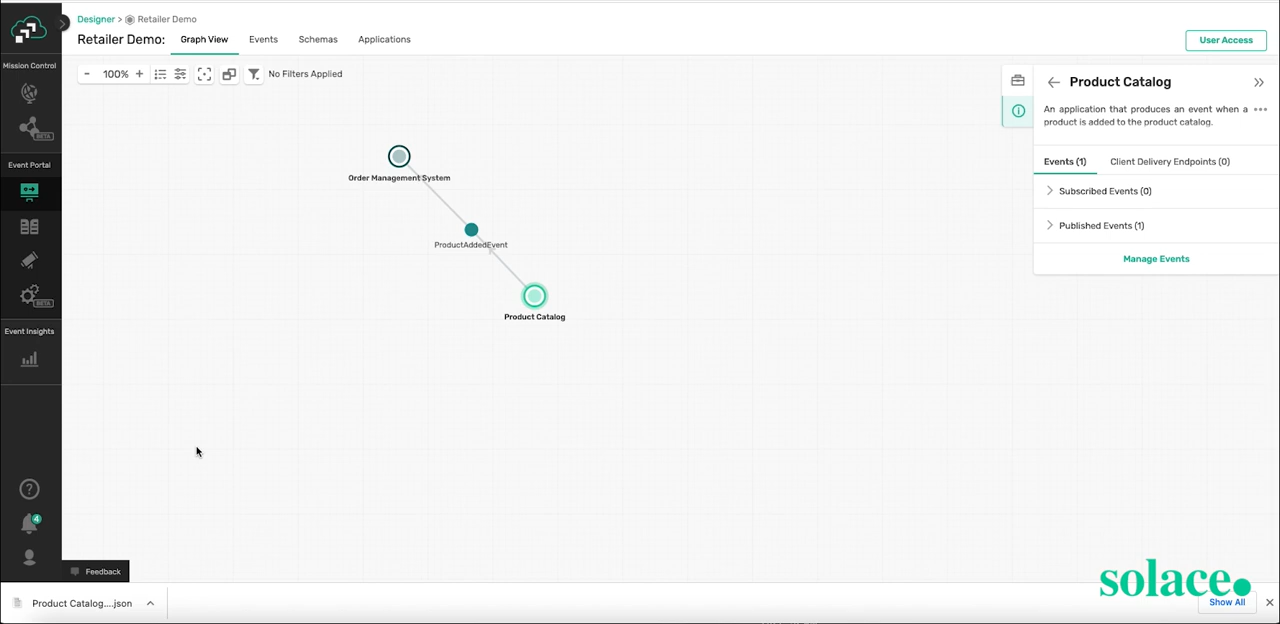 Designer > Retailer Demo
Retailer Demo: Graph View Events Schemas Applications
User Access
Mission Control
BETA
Event Portal
BETA
Event Insights
4
- 100% + No Filters Applied
Order Management System
ProductAddedEvent
Product Catalog
Product Catalog
An application that produces an event when a
product is added to the product catalog.
Events (1) Client Delivery Endpoints (0)
Subscribed Events (0)
Published Events (1)
Manage Events
Feedback
solace.
Product Catalog....json
Show All